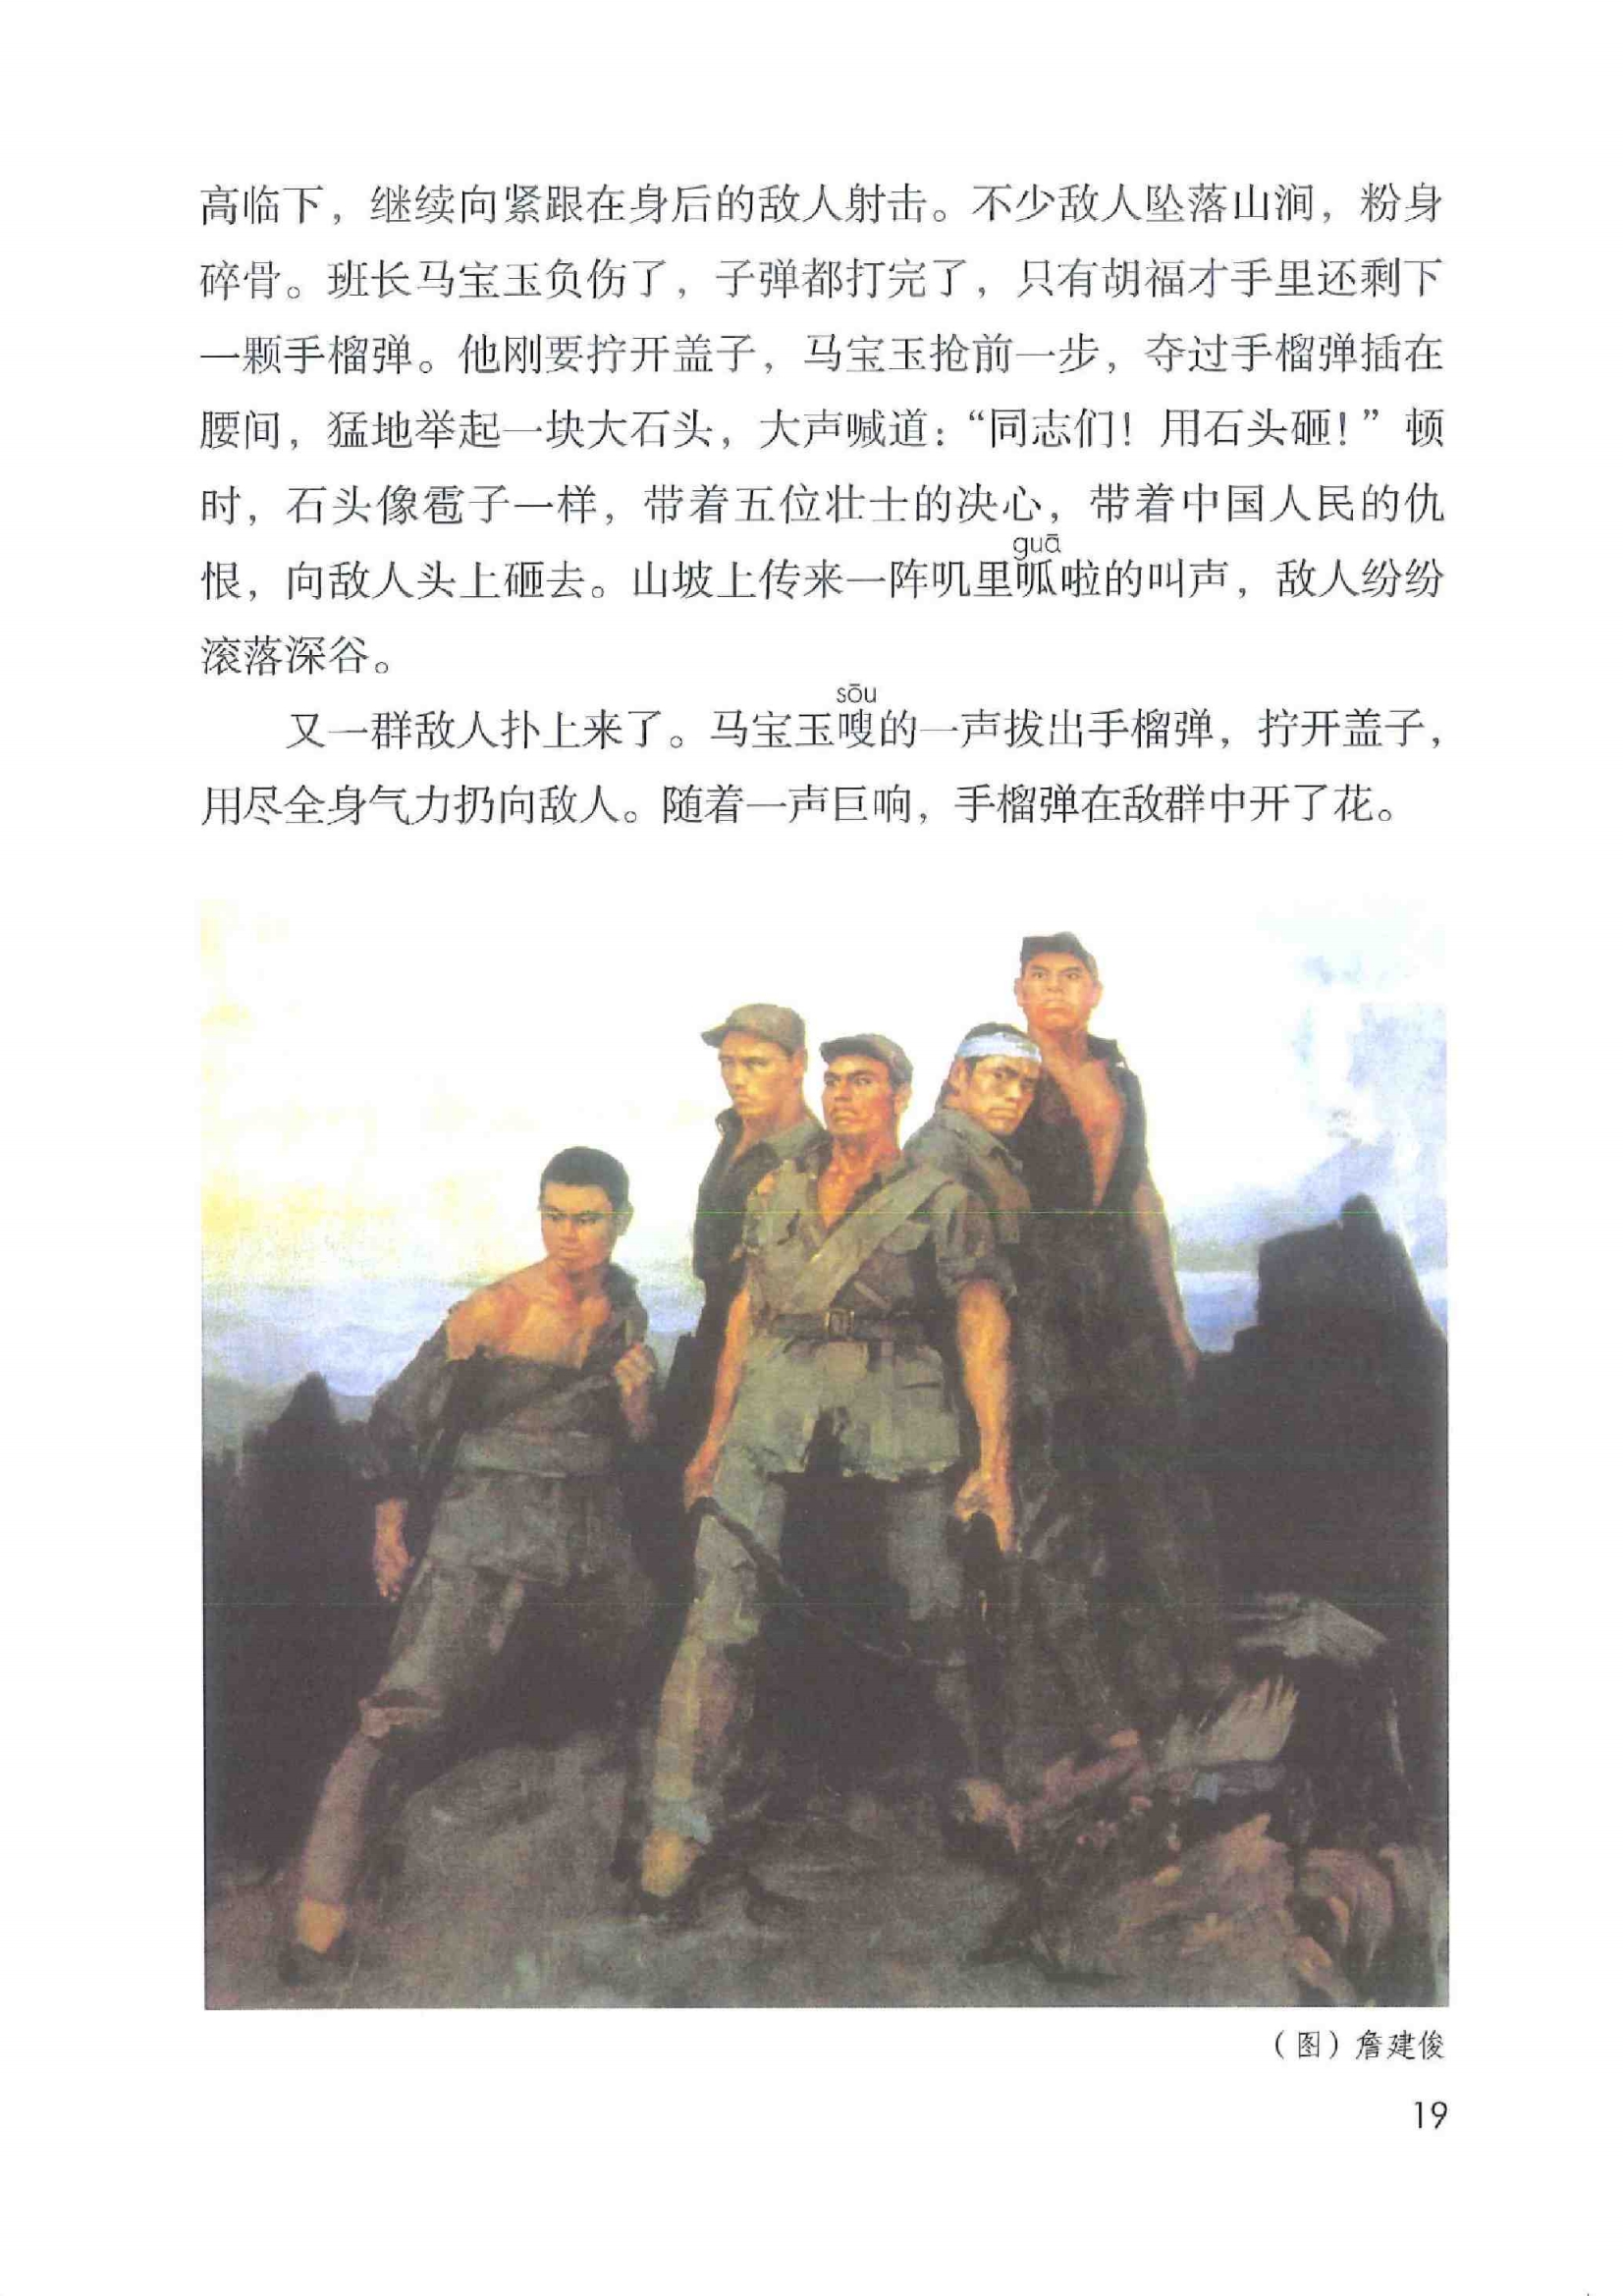 高临下，继续向紧跟在身后的敌人射击。不少敌人坠落山涧，粉身
碎骨。班长马宝玉负伤了，子弹都打完了，只有胡福才手里还剩下
一颗手榴弹。他刚要拧开盖子，马宝玉抢前一步，夺过手榴弹插在
腰间，猛地举起一块大石头，大声喊道：“同志们！用石头砸！”顿
时，石头像雹子一样，带着五位壮士的决心，带着中国人民的仇
guā
恨，向敌人头上砸去。山坡上传来一阵叽里呱啦的叫声，敌人纷纷
滚落深谷。
sōu
又一群敌人扑上来了。马宝玉嗖的一声拔出手榴弹，拧开盖子，
用尽全身气力扔向敌人。随着一声巨响，手榴弹在敌群中开了花。
（图）詹建俊
19